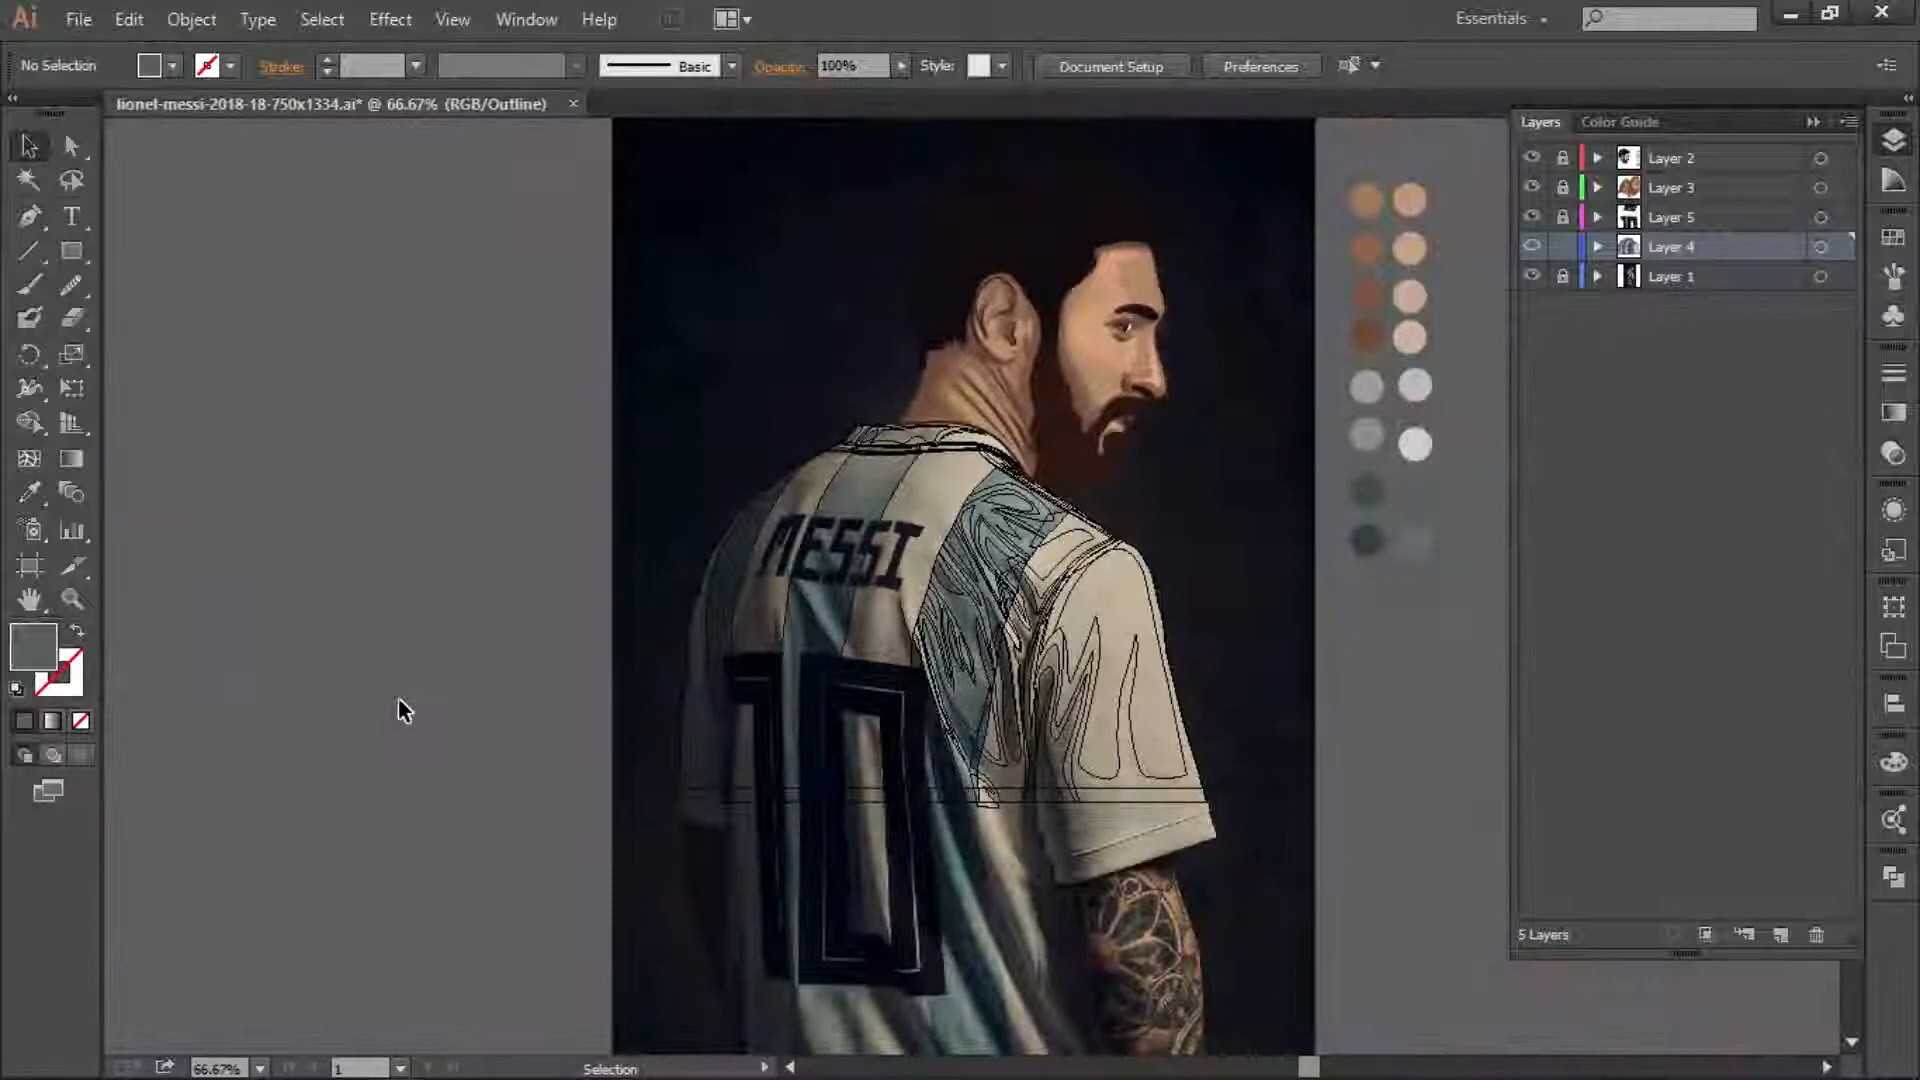 Ai File Edit Object Type Select Effect View Window Help Essentials
No Selection Stroke: Basic Opacity: 100% Style: Document Setup Preferences
lionel-messi-2018-18-750x1334.ai* @ 66.67% (RGB/Outline) ×
Layers Color Guide
Layer 2
Layer 3
Layer 5
Layer 4
Layer 1
MESSI
10
5 Layers
66.67% 1 Selection